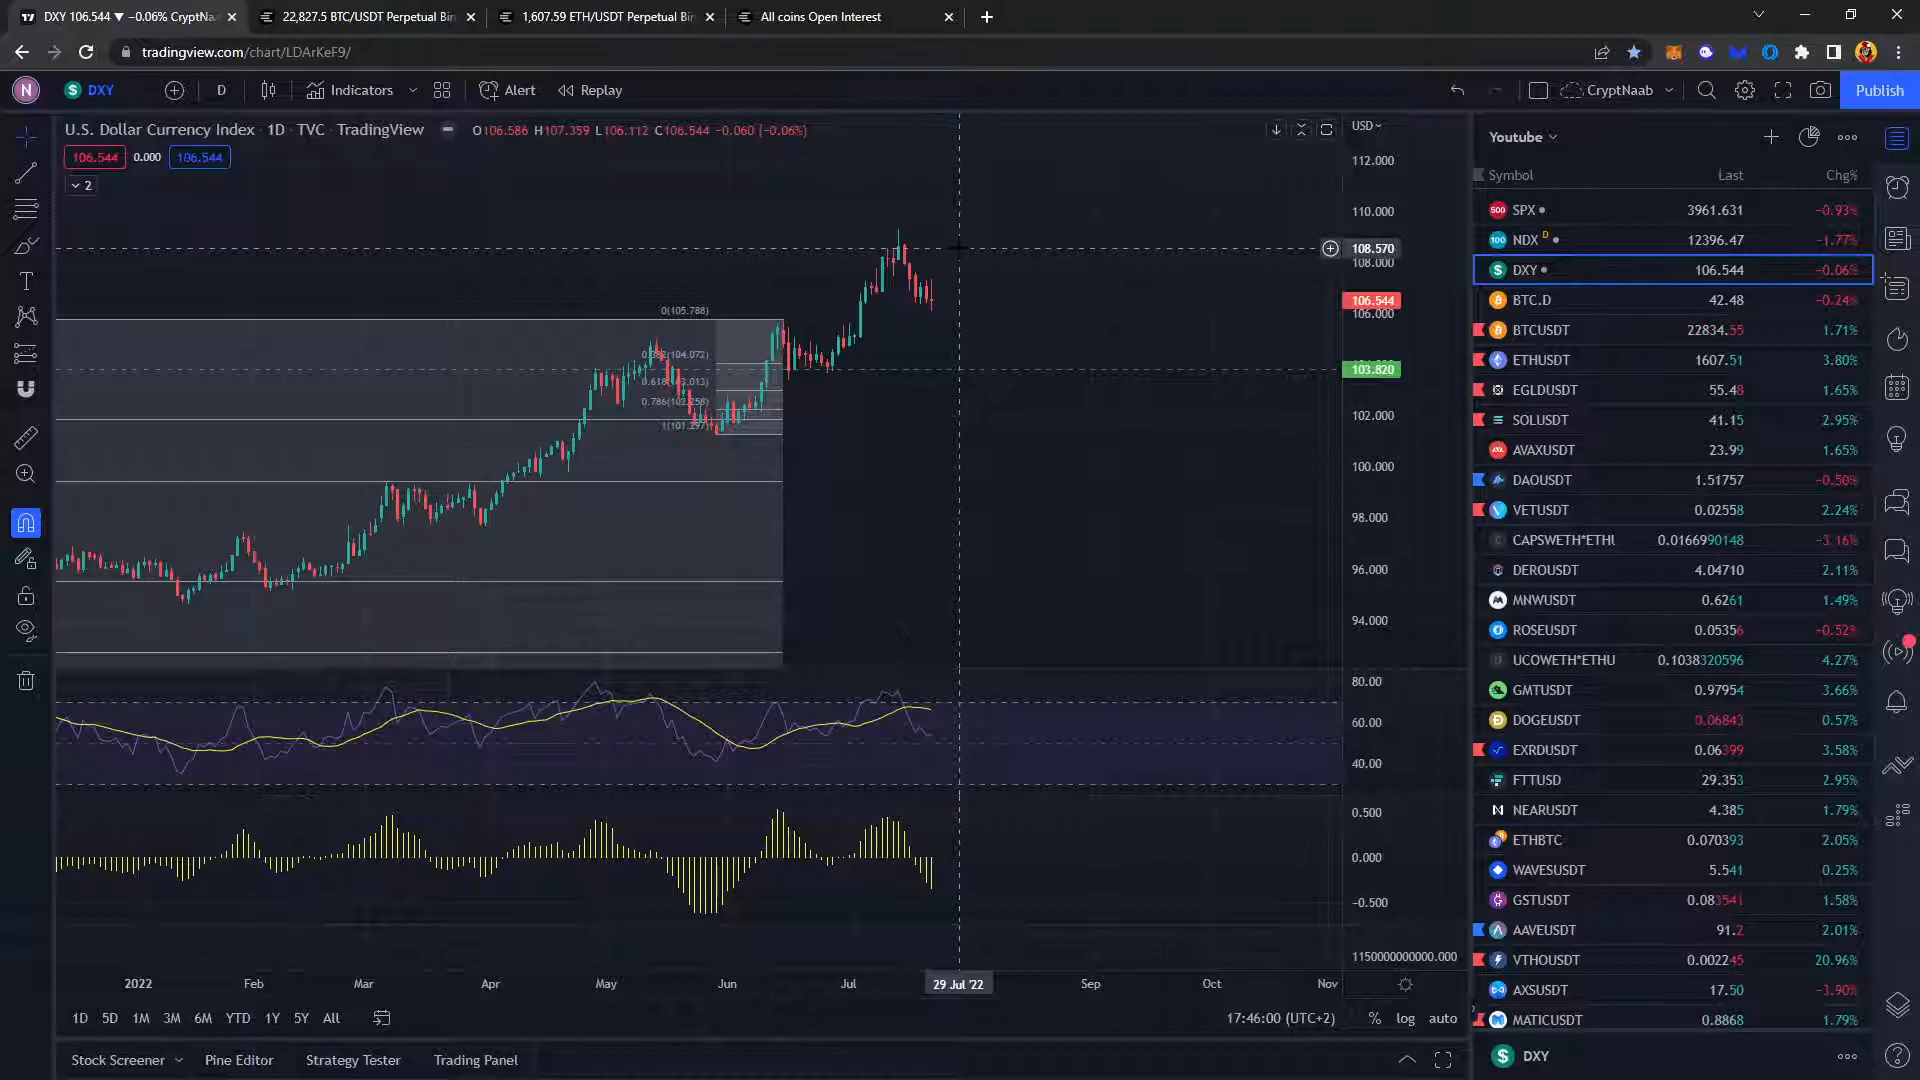 DXY 106.544 ▼ −0.06% CryptNa
22,827.5 BTC/USDT Perpetual Bin
1,607.59 ETH/USDT Perpetual Bin
All coins Open Interest
tradingview.com/chart/LDArKeF9/
N
DXY
D
Indicators
Alert
Replay
CryptNaab
Publish
U.S. Dollar Currency Index · 1D · TVC · TradingView
O106.586 H107.359 L106.112 C106.544 −0.060 (−0.06%)
106.544 0.000 106.544
2
USD
112.000
110.000
108.570
108.000
106.544
106.000
103.820
102.000
100.000
98.000
96.000
94.000
80.00
60.00
40.00
0.500
0.000
−0.500
1150000000000.000
0(105.788)
0.786(102.258)
1(101.297)
2022 Feb Mar Apr May Jun Jul 29 Jul '22 Sep Oct Nov
1D 5D 1M 3M 6M YTD 1Y 5Y All
17:46:00 (UTC+2) % log auto
Stock Screener Pine Editor Strategy Tester Trading Panel
Youtube
Symbol Last Chg%
SPX 3961.631 −0.93%
NDX D 12396.47 −1.77%
DXY 106.544 −0.06%
BTC.D 42.48 −0.24%
BTCUSDT 22834.55 1.71%
ETHUSDT 1607.51 3.80%
EGLDUSDT 55.48 1.65%
SOLUSDT 41.15 2.95%
AVAXUSDT 23.99 1.65%
DAOUSDT 1.51757 −0.50%
VETUSDT 0.02558 2.24%
CAPSWETH*ETHU 0.0166990148 −3.16%
DEROUSDT 4.04710 2.11%
MNWUSDT 0.6261 1.49%
ROSEUSDT 0.05356 −0.52%
UCOWETH*ETHU 0.1038320596 4.27%
GMTUSDT 0.97954 3.66%
DOGEUSDT 0.06843 0.57%
EXRDUSDT 0.06399 3.58%
FTTUSD 29.353 2.95%
NEARUSDT 4.385 1.79%
ETHBTC 0.070393 2.05%
WAVESUSDT 5.541 0.25%
GSTUSDT 0.083541 1.58%
AAVEUSDT 91.2 2.01%
VTHOUSDT 0.002245 20.96%
AXSUSDT 17.50 −3.90%
MATICUSDT 0.8868 1.79%
DXY